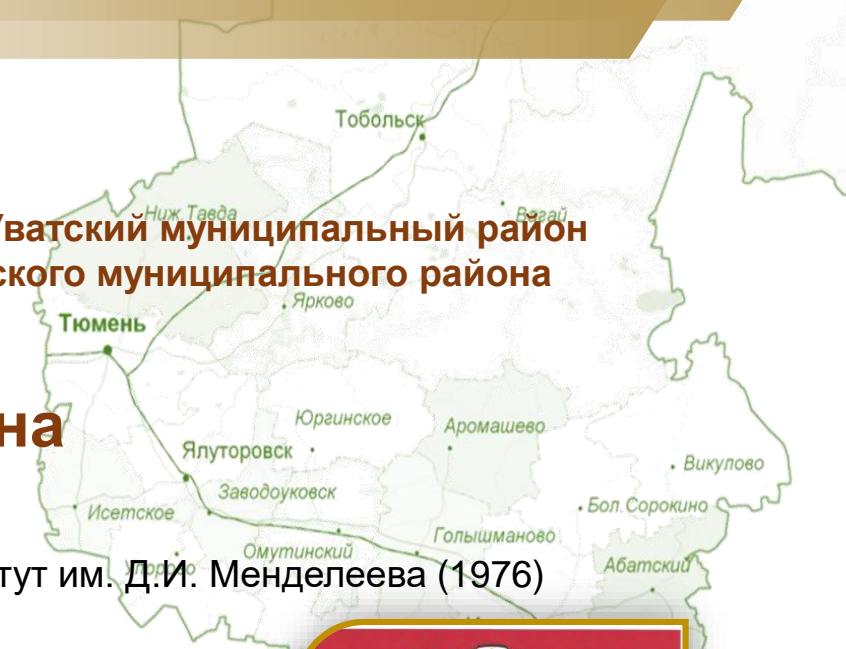 Тобольск
Ниж.Тавда
Вагай
Уватский муниципальный район
ского муниципального района
Ярково
Тюмень
на
Юргинское
Аромашево
Ялуторовск
Викулово
Заводоуковск
Исетское
Бол.Сорокино
Голышманово
Омутинский
Упорово
Абатский
тут им. Д.И. Менделеева (1976)